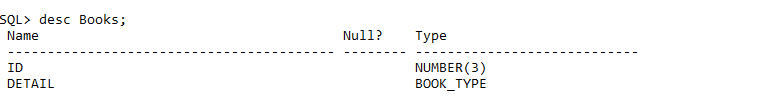 SQL> desc Books;
 Name                                      Null?    Type
 ----------------------------------------- -------- ----------------------------
 ID                                                 NUMBER(3)
 DETAIL                                             BOOK_TYPE